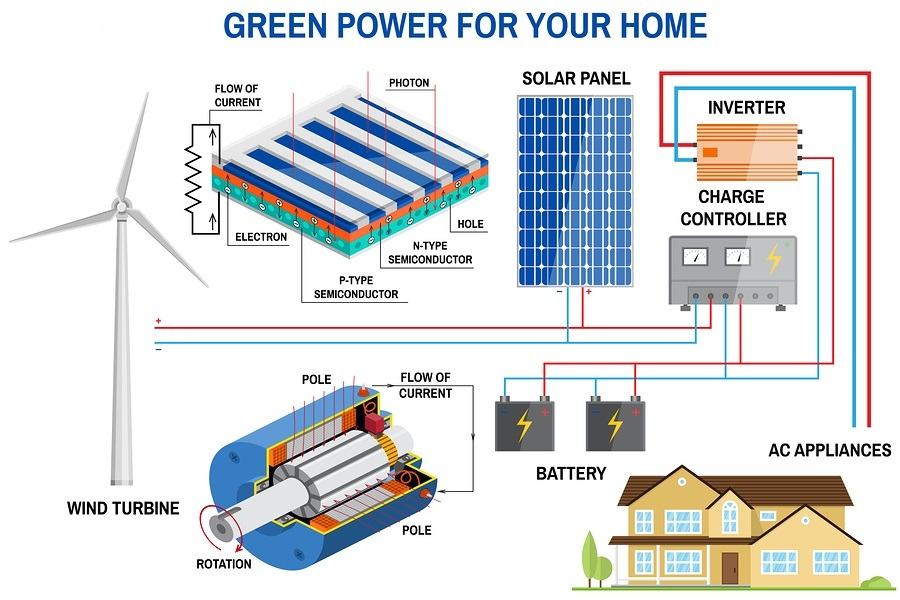 GREEN POWER FOR YOUR HOME
FLOW OF
CURRENT
PHOTON
ELECTRON
HOLE
N-TYPE
SEMICONDUCTOR
P-TYPE
SEMICONDUCTOR
SOLAR PANEL
INVERTER
CHARGE
CONTROLLER
− +
+
−
POLE
FLOW OF
CURRENT
POLE
ROTATION
WIND TURBINE
− +
− +
BATTERY
AC APPLIANCES